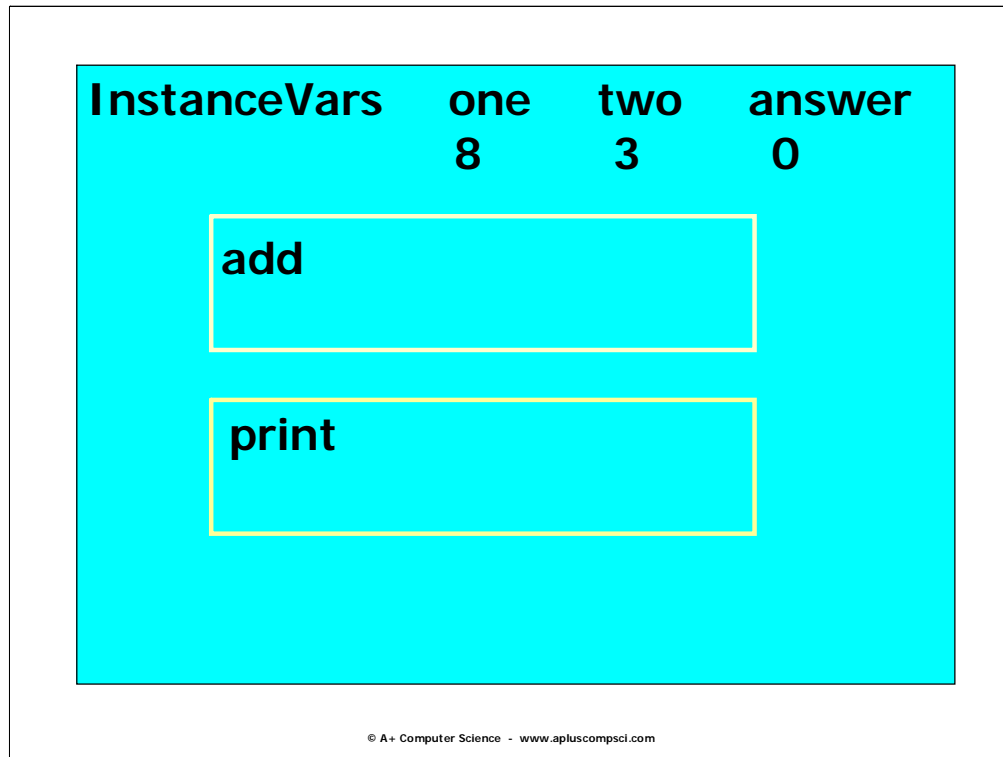 InstanceVars one two answer
8 3 0
add
print
© A+ Computer Science - www.apluscompsci.com